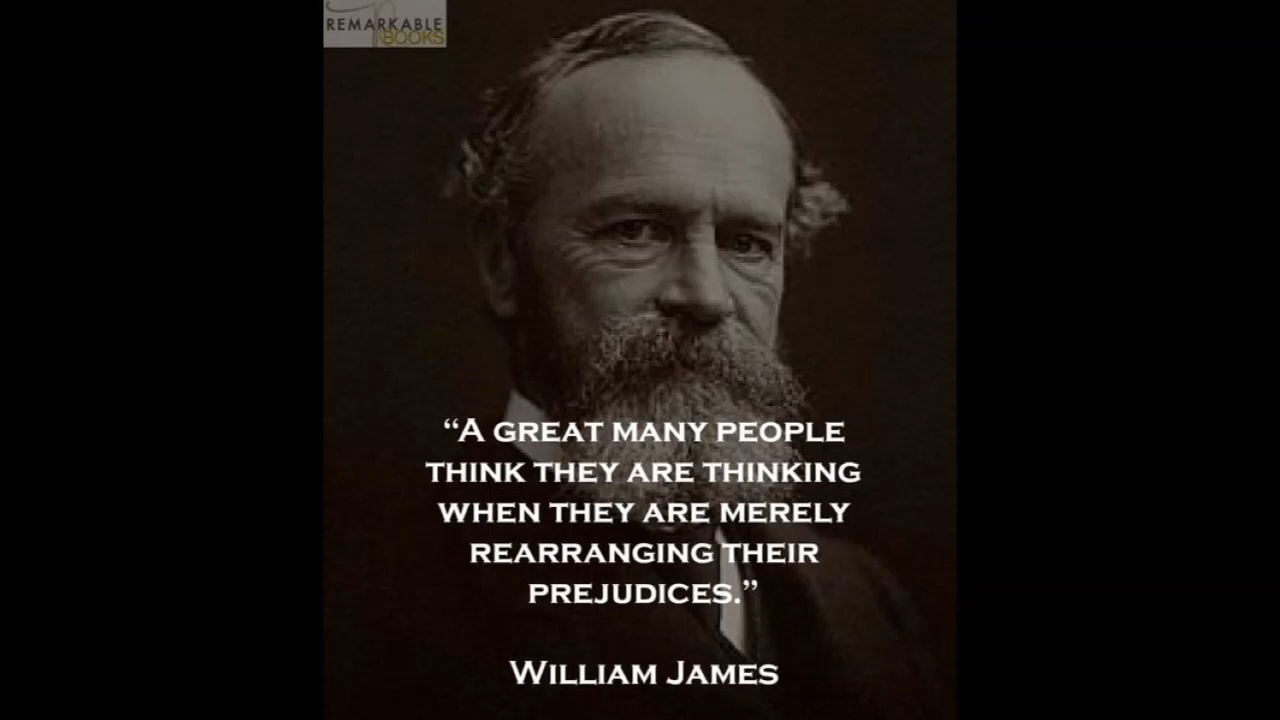 REMARKABLE
BOOKS
“A GREAT MANY PEOPLE
THINK THEY ARE THINKING
WHEN THEY ARE MERELY
REARRANGING THEIR
PREJUDICES.”
WILLIAM JAMES